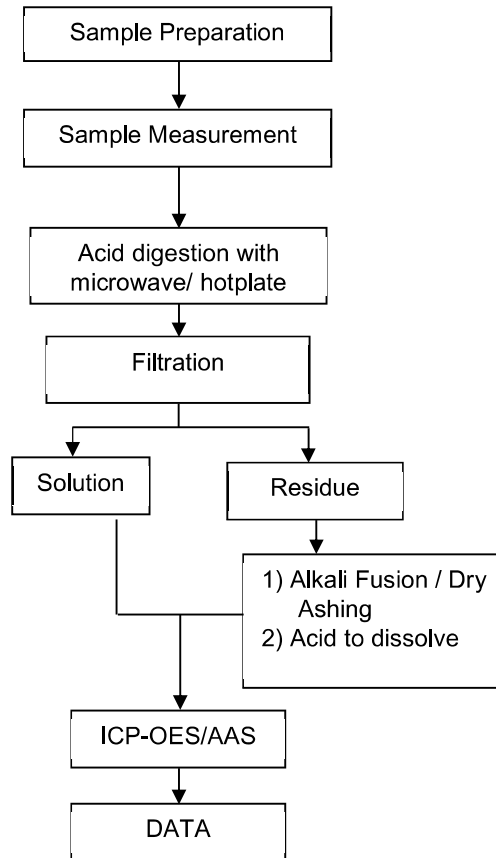 Sample Preparation
Sample Measurement
Acid digestion with
microwave/ hotplate
Filtration
Solution
Residue
1) Alkali Fusion / Dry
Ashing
2) Acid to dissolve
ICP-OES/AAS
DATA